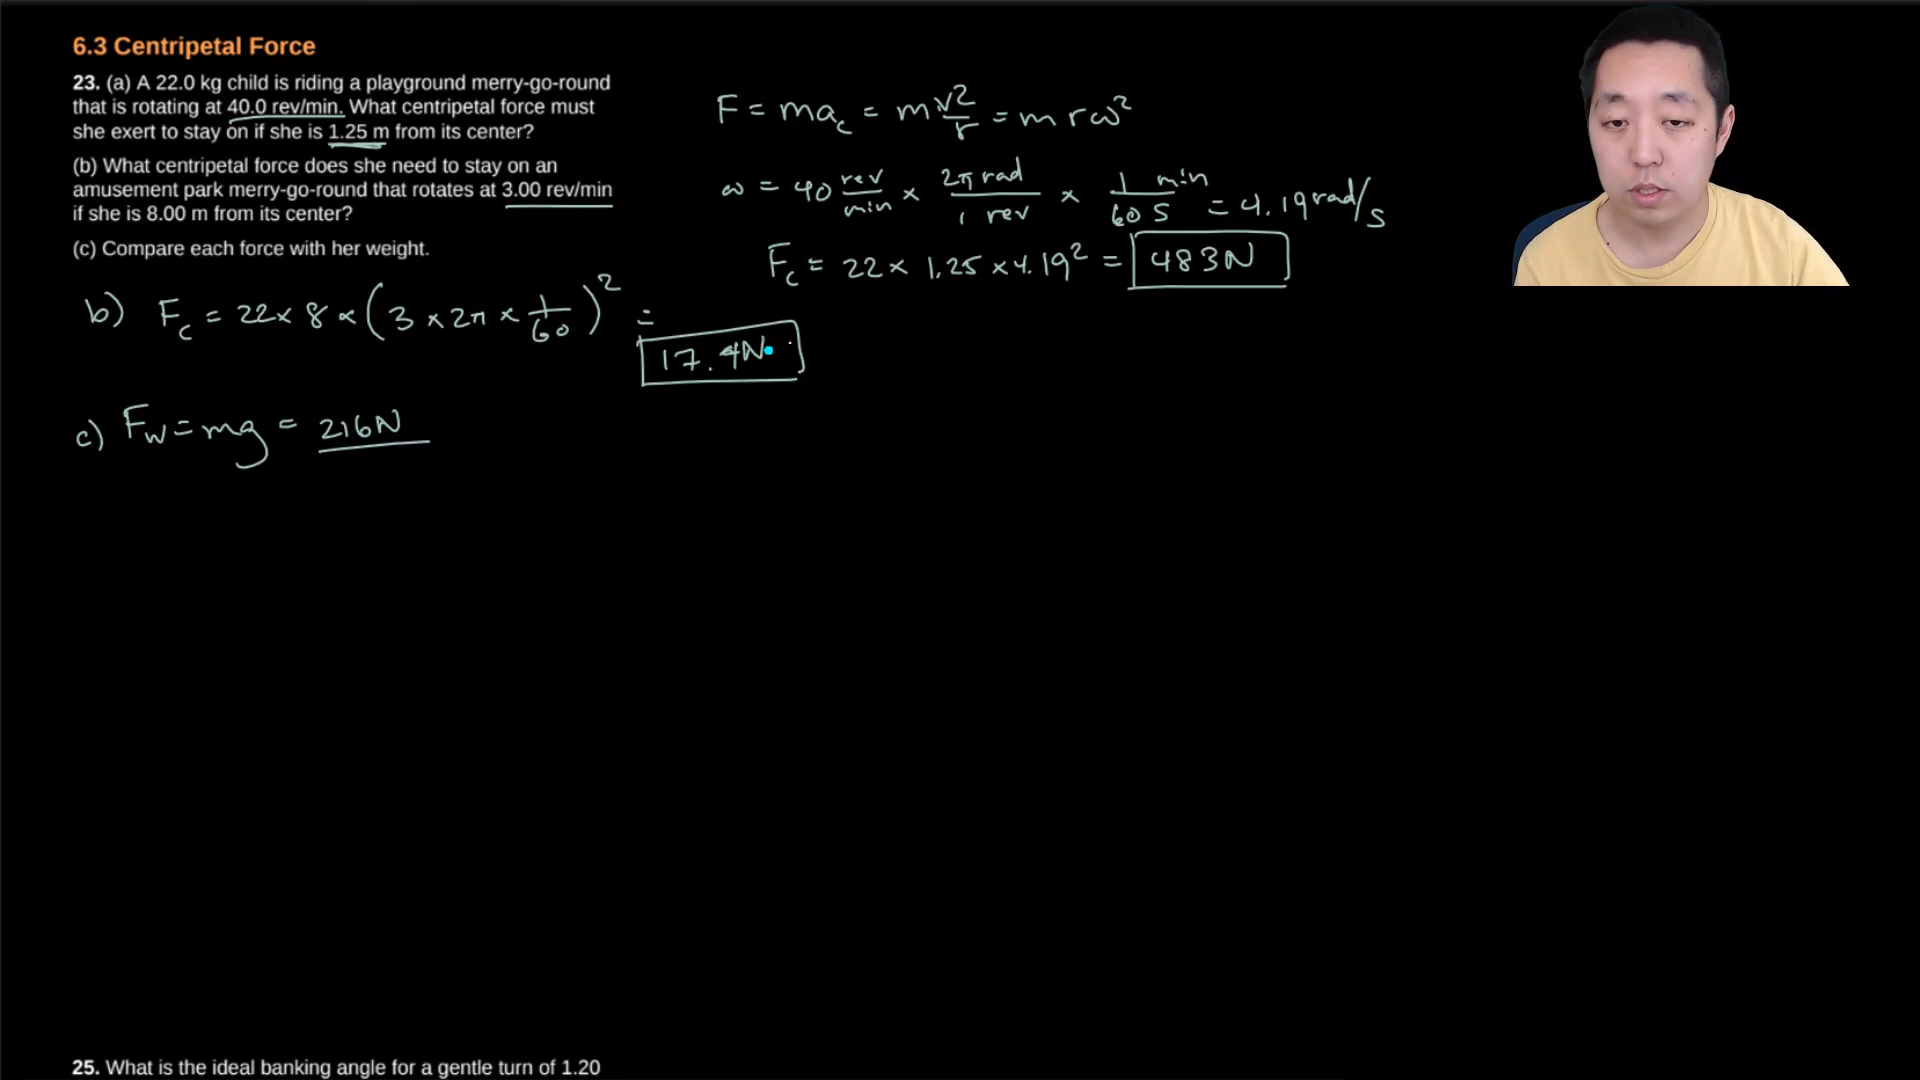 6.3 Centripetal Force
23. (a) A 22.0 kg child is riding a playground merry-go-round
that is rotating at 40.0 rev/min. What centripetal force must
she exert to stay on if she is 1.25 m from its center?
(b) What centripetal force does she need to stay on an
amusement park merry-go-round that rotates at 3.00 rev/min
if she is 8.00 m from its center?
(c) Compare each force with her weight.
F = ma_c = m v²/r = m r ω²
ω = 40 rev/min × 2π rad/1 rev × 1 min/60 s = 4.19 rad/s
F_c = 22 × 1.25 × 4.19² = 483N
b) F_c = 22 × 8 × (3 × 2π × 1/60)² =
17.4N
c) F_w = mg = 216N
25. What is the ideal banking angle for a gentle turn of 1.20